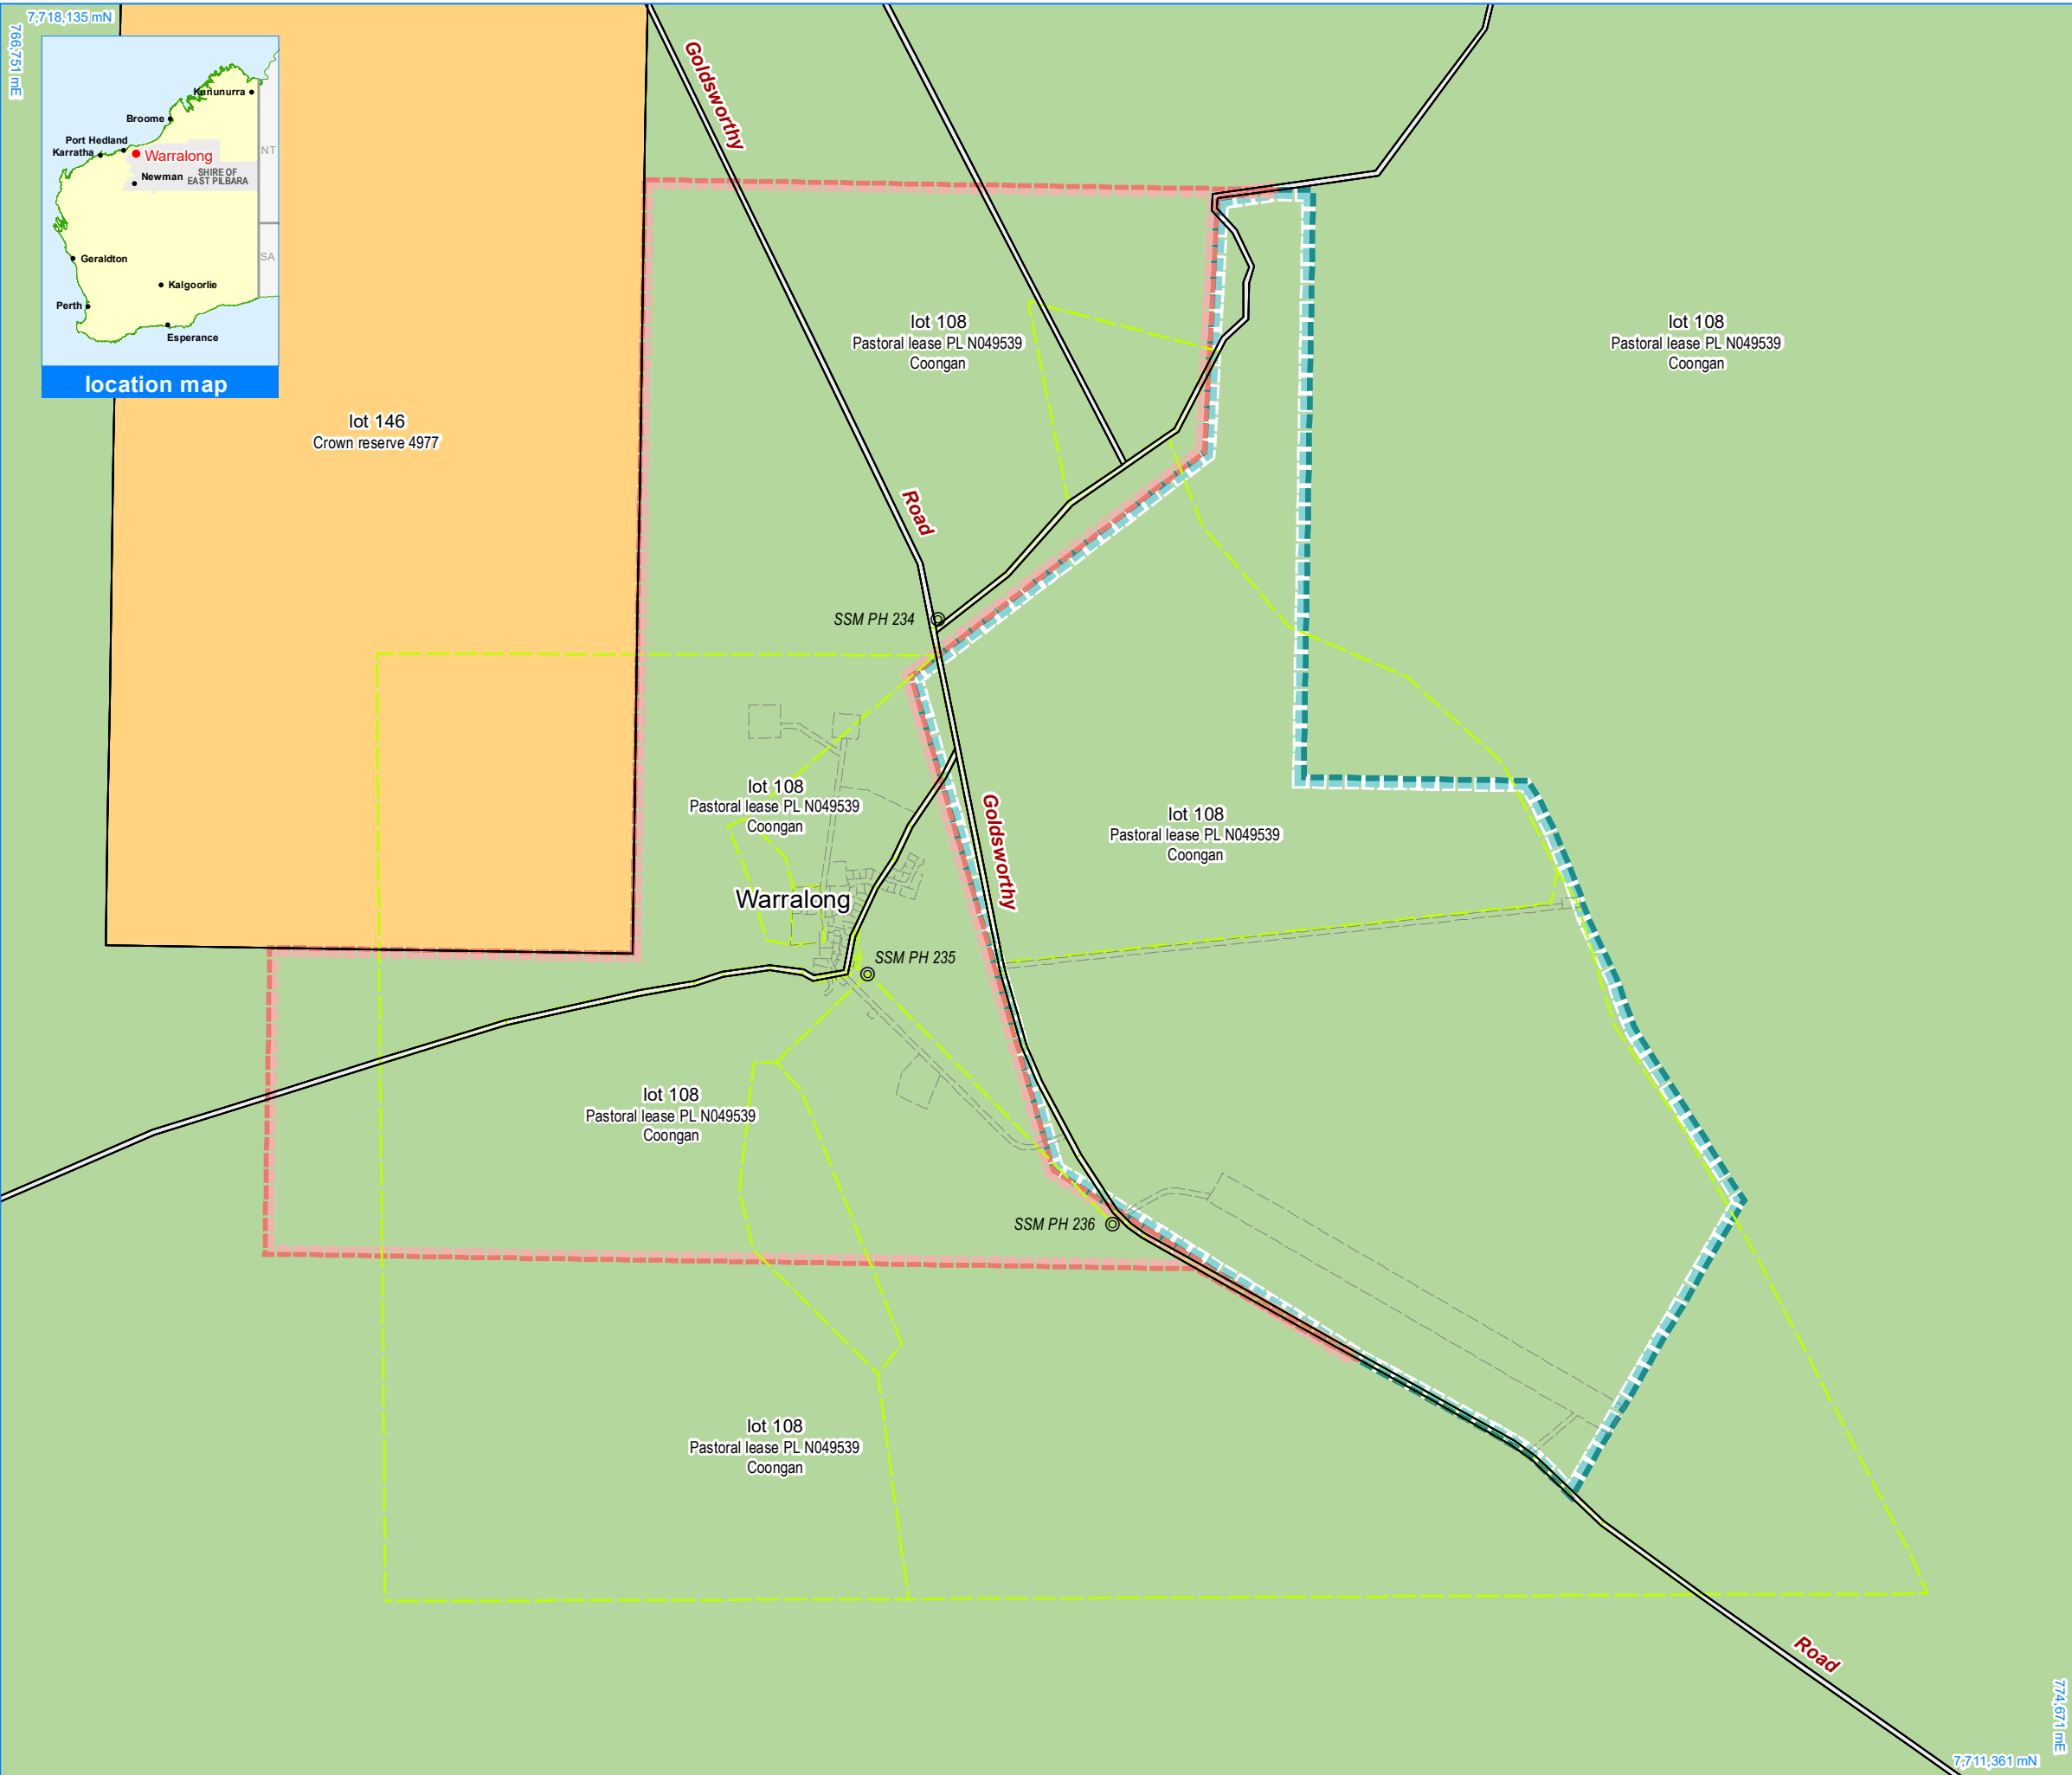 7,718,135 mN
766,751 mE
Kununurra
Broome
Port Hedland
Karratha
Warralong
NT
SHIRE OF
EAST PILBARA
Newman
SA
Geraldton
Kalgoorlie
Perth
Esperance
location map
Goldsworthy
lot 108
Pastoral lease PL N049539
Coongan
lot 108
Pastoral lease PL N049539
Coongan
lot 146
Crown reserve 4977
Road
SSM PH 234
lot 108
Pastoral lease PL N049539
Coongan
Goldsworthy
lot 108
Pastoral lease PL N049539
Coongan
Warralong
SSM PH 235
lot 108
Pastoral lease PL N049539
Coongan
SSM PH 236
lot 108
Pastoral lease PL N049539
Coongan
Road
774,671 mE
7,711,361 mN